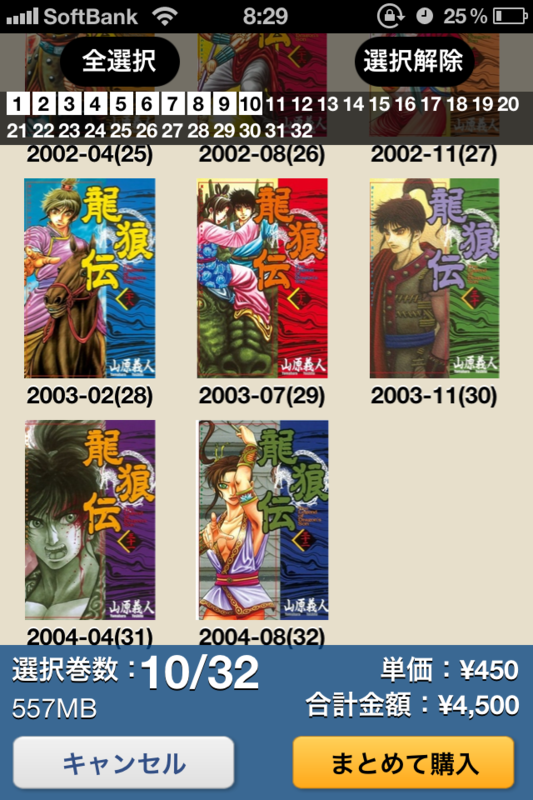 SoftBank 8:29 25%
全選択 選択解除
1 2 3 4 5 6 7 8 9 10 11 12 13 14 15 16 17 18 19 20
21 22 23 24 25 26 27 28 29 30 31 32
2002-04(25) 2002-08(26) 2002-11(27)
龍狼伝 山原義人
龍狼伝 山原義人
龍狼伝 山原義人
2003-02(28) 2003-07(29) 2003-11(30)
龍狼伝 山原義人
龍狼伝 山原義人
2004-04(31) 2004-08(32)
選択巻数:10/32 単価:¥450
557MB 合計金額:¥4,500
キャンセル まとめて購入